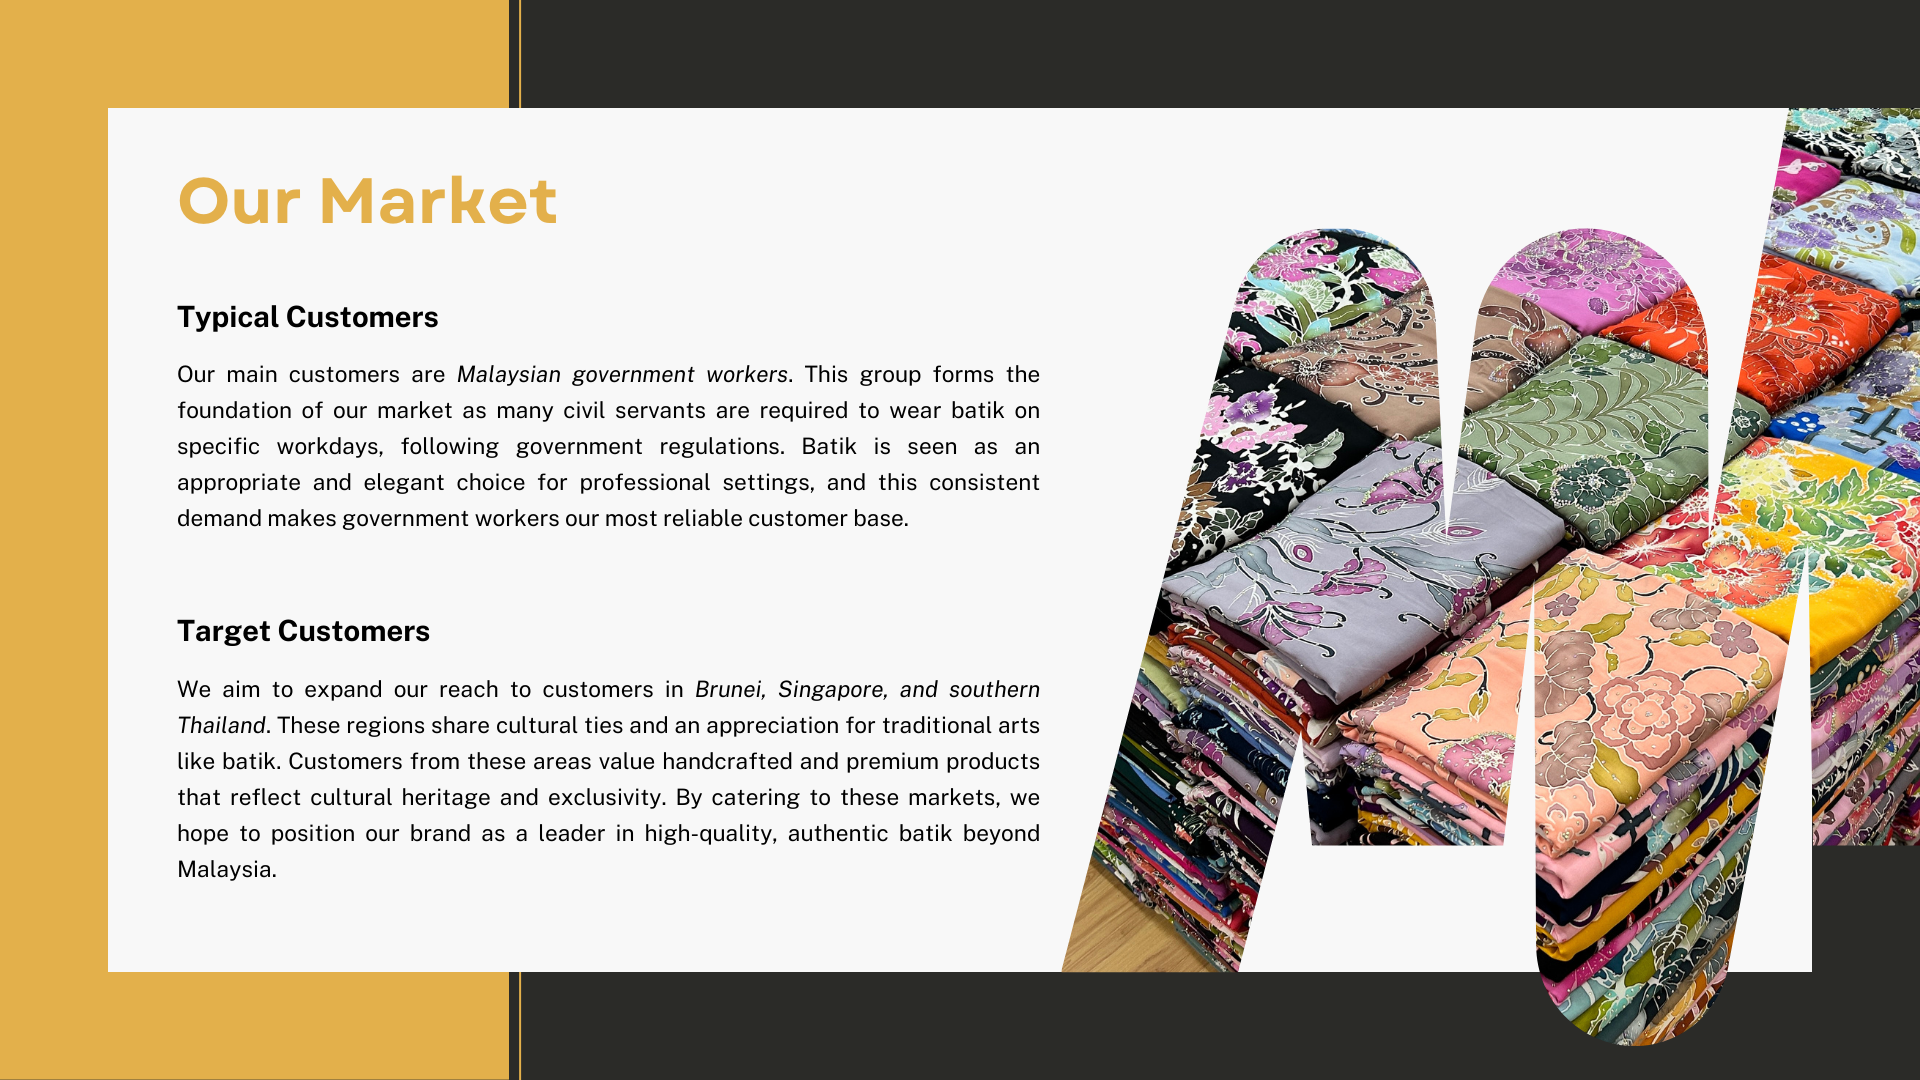 Our Market
Typical Customers
Our main customers are Malaysian government workers. This group forms the
foundation of our market as many civil servants are required to wear batik on
specific workdays, following government regulations. Batik is seen as an
appropriate and elegant choice for professional settings, and this consistent
demand makes government workers our most reliable customer base.
Target Customers
We aim to expand our reach to customers in Brunei, Singapore, and southern
Thailand. These regions share cultural ties and an appreciation for traditional arts
like batik. Customers from these areas value handcrafted and premium products
that reflect cultural heritage and exclusivity. By catering to these markets, we
hope to position our brand as a leader in high-quality, authentic batik beyond
Malaysia.